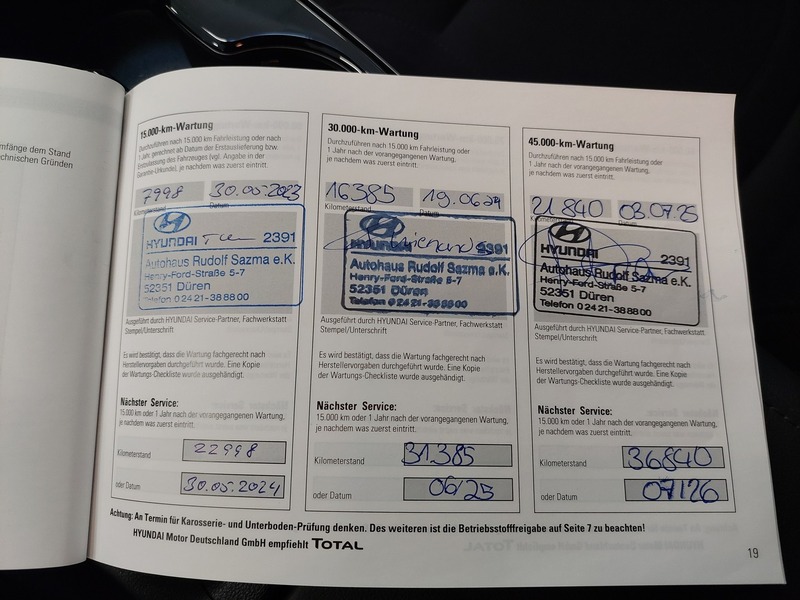 mfänge dem Stand
chnischen Gründen
15.000-km-Wartung
Durchzuführen nach 15.000 km Fahrleistung oder nach
1 Jahr, gerechnet ab Datum der Erstauslieferung bzw.
Erstzulassung des Fahrzeuges (vgl. Angabe in der
Garantie-Urkunde), je nachdem was zuerst eintritt.
7998 30.05.2023
Kilometerstand Datum
HYUNDAI 2391
Autohaus Rudolf Sazma e.K.
Henry-Ford-Straße 5-7
52351 Düren
Telefon 0 24 21-38 88 00
Ausgeführt durch HYUNDAI Service-Partner, Fachwerkstatt
Stempel/Unterschrift
Es wird bestätigt, dass die Wartung fachgerecht nach
Herstellervorgaben durchgeführt wurde. Eine Kopie
der Wartungs-Checkliste wurde ausgehändigt.
Nächster Service:
15.000 km oder 1 Jahr nach der vorangegangenen Wartung,
je nachdem was zuerst eintritt.
Kilometerstand 22998
oder Datum 30.05.2024
30.000-km-Wartung
Durchzuführen nach 15.000 km Fahrleistung oder
1 Jahr nach der vorangegangenen Wartung,
je nachdem was zuerst eintritt.
16385 19.06.24
Kilometerstand Datum
HYUNDAI 2391
Autohaus Rudolf Sazma e.K.
Henry-Ford-Straße 5-7
52351 Düren
Telefon 0 24 21-38 88 00
Ausgeführt durch HYUNDAI Service-Partner, Fachwerkstatt
Stempel/Unterschrift
Es wird bestätigt, dass die Wartung fachgerecht nach
Herstellervorgaben durchgeführt wurde. Eine Kopie
der Wartungs-Checkliste wurde ausgehändigt.
Nächster Service:
15.000 km oder 1 Jahr nach der vorangegangenen Wartung,
je nachdem was zuerst eintritt.
Kilometerstand 31.385
oder Datum 06/25
45.000-km-Wartung
Durchzuführen nach 15.000 km Fahrleistung oder
1 Jahr nach der vorangegangenen Wartung,
je nachdem was zuerst eintritt.
21840 03.07.25
Kilometerstand Datum
HYUNDAI 2391
Autohaus Rudolf Sazma e.K.
Henry-Ford-Straße 5-7
52351 Düren
Telefon 0 24 21-38 88 00
Ausgeführt durch HYUNDAI Service-Partner, Fachwerkstatt
Stempel/Unterschrift
Es wird bestätigt, dass die Wartung fachgerecht nach
Herstellervorgaben durchgeführt wurde. Eine Kopie
der Wartungs-Checkliste wurde ausgehändigt.
Nächster Service:
15.000 km oder 1 Jahr nach der vorangegangenen Wartung,
je nachdem was zuerst eintritt.
Kilometerstand 36840
oder Datum 07/26
Achtung: An Termin für Karosserie- und Unterboden-Prüfung denken. Des weiteren ist die Betriebsstofffreigabe auf Seite 7 zu beachten!
HYUNDAI Motor Deutschland GmbH empfiehlt TOTAL
19